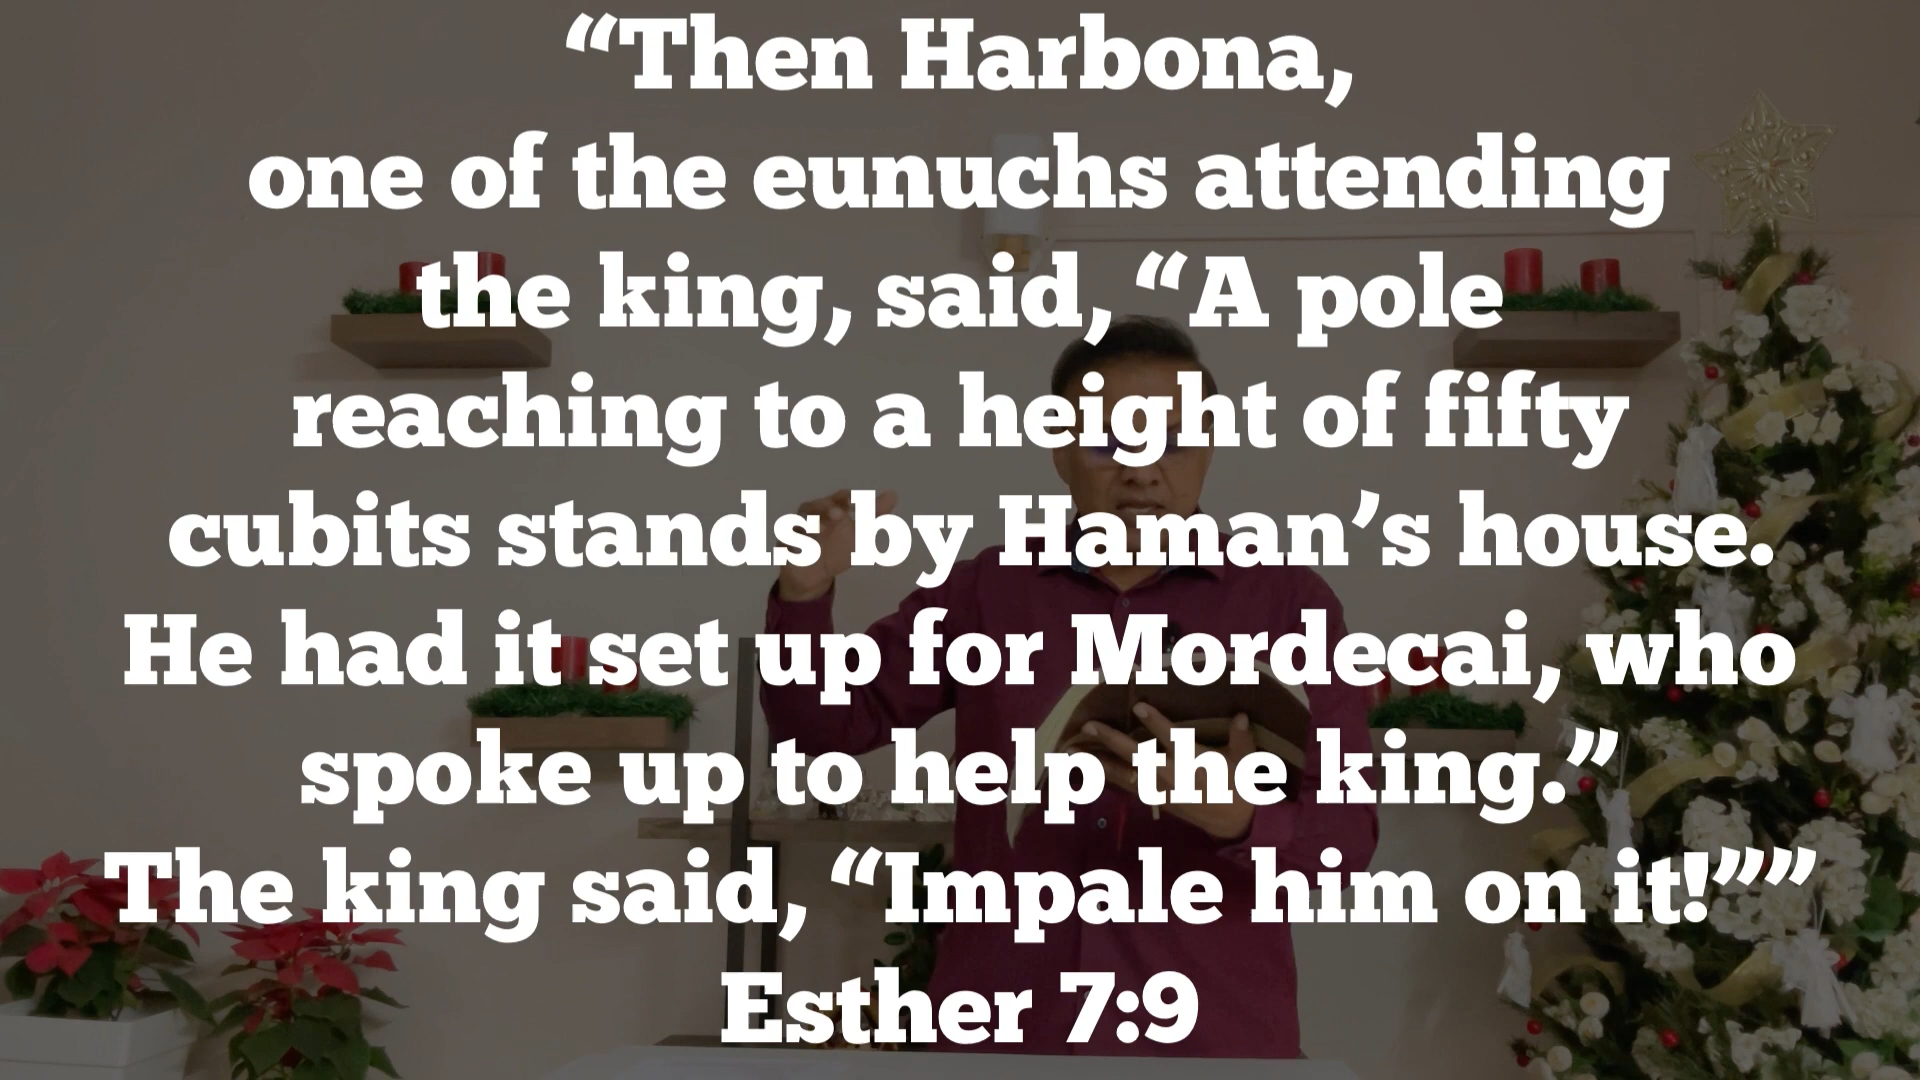 “Then Harbona,
one of the eunuchs attending
the king, said, “A pole
reaching to a height of fifty
cubits stands by Haman’s house.
He had it set up for Mordecai, who
spoke up to help the king.”
The king said, “Impale him on it!””
Esther 7:9